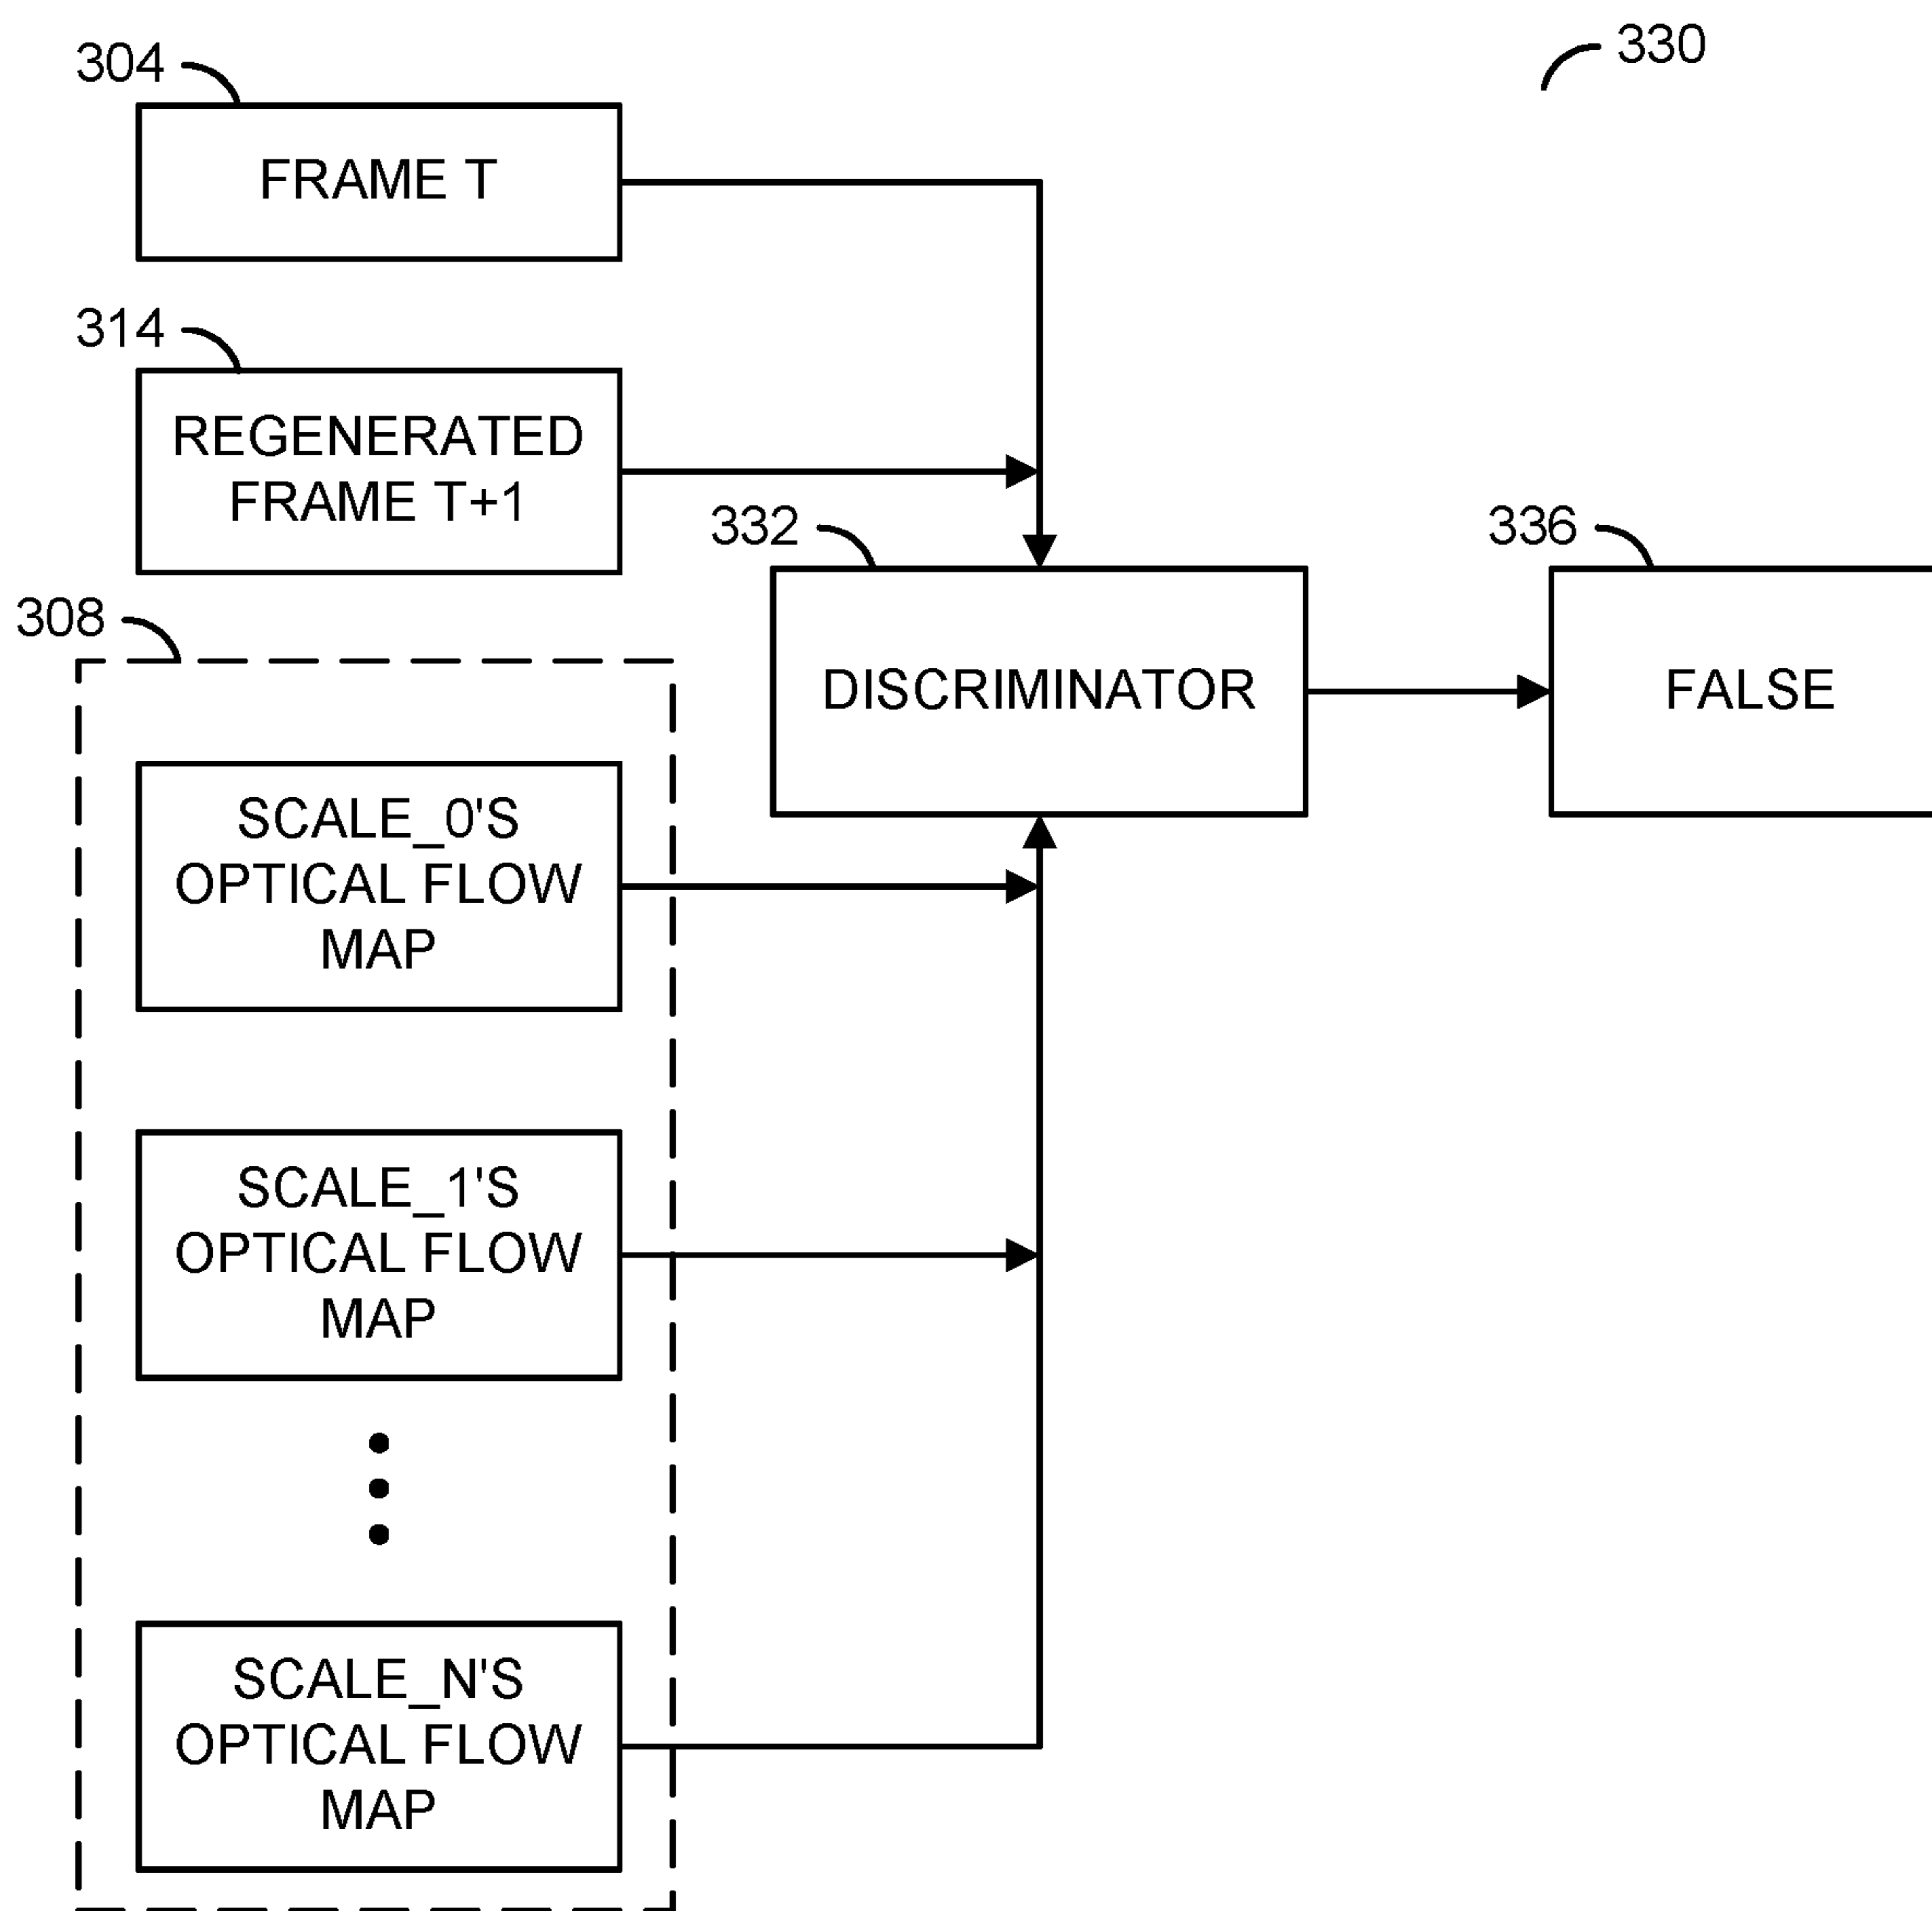 304
330
FRAME T
314
REGENERATED
FRAME T+1
332
336
308
DISCRIMINATOR
FALSE
SCALE_0'S
OPTICAL FLOW
MAP
SCALE_1'S
OPTICAL FLOW
MAP
SCALE_N'S
OPTICAL FLOW
MAP